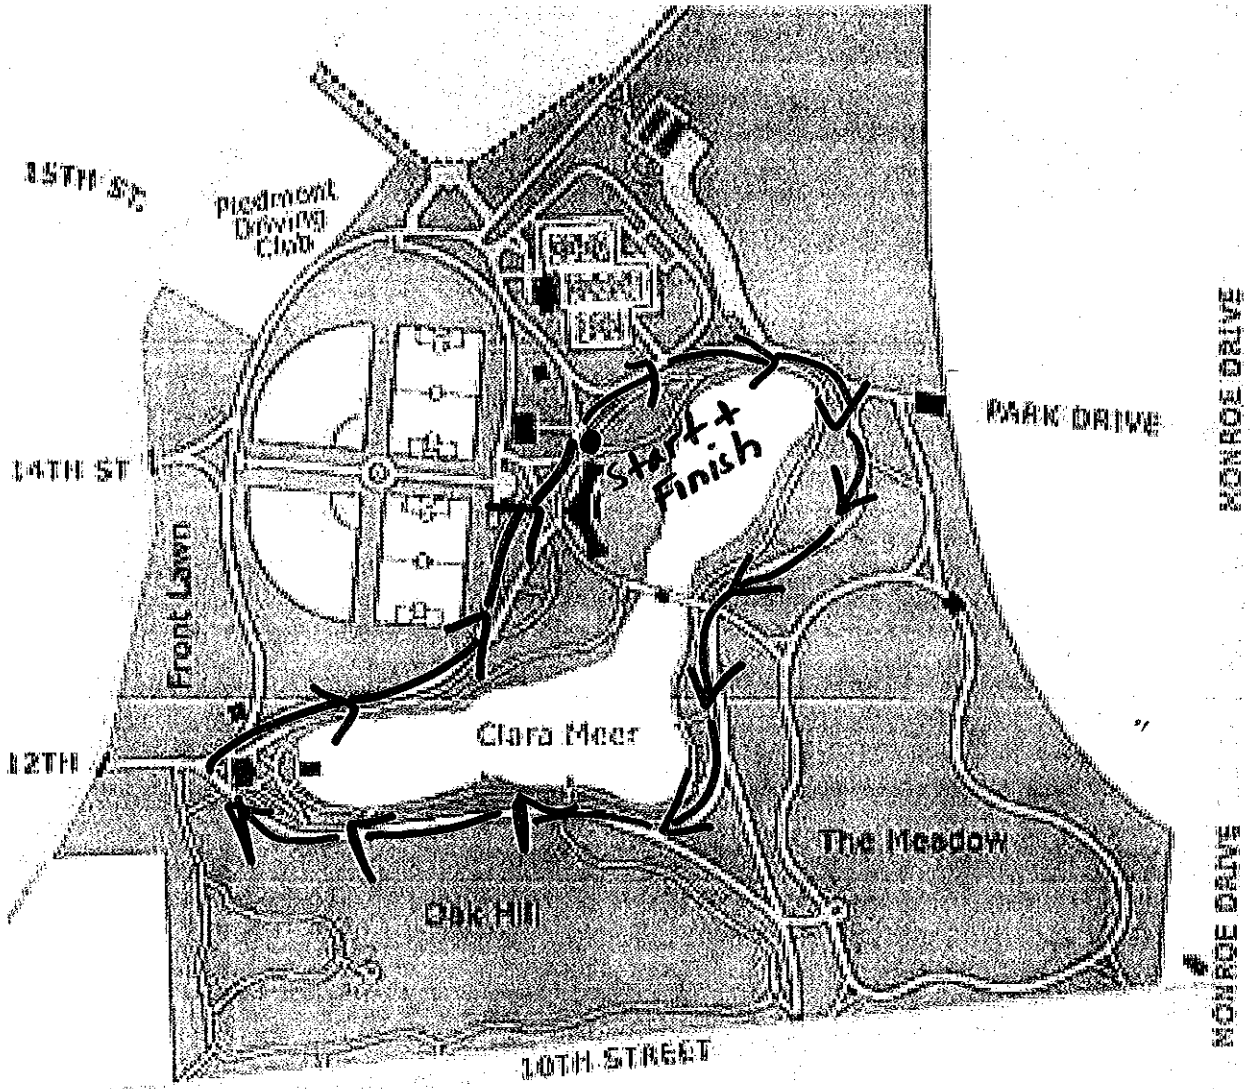 15TH ST.
Piedmont
Driving
Club
MONROE DRIVE
PARK DRIVE
Start +
Finish
14TH ST
Front Lawn
Clara Meer
12TH
The Meadow
Oak Hill
MONROE DRIVE
10TH STREET